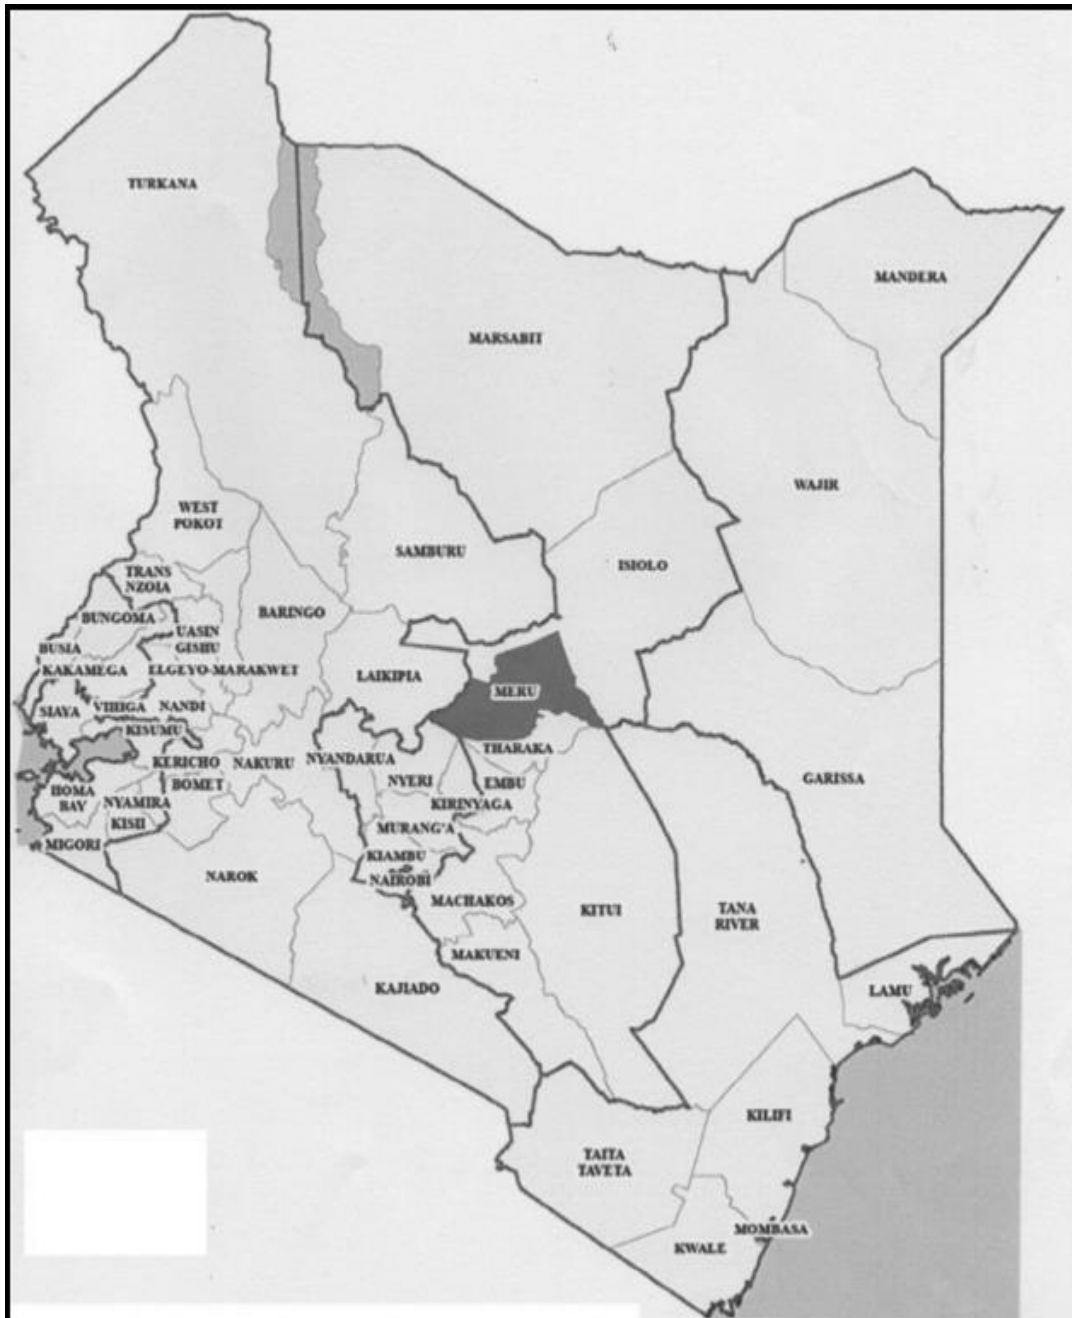 TURKANA
MANDERA
MARSABIT
WAJIR
WEST
POKOT
SAMBURU
ISIOLO
TRANS
NZOIA
BARINGO
BUNGOMA
UASIN
GISHU
BUSIA
KAKAMEGA
ELGEYO-MARAKWET
LAIKIPIA
MERU
SIAYA
VIHIGA
NANDI
KISUMU
THARAKA
KERICHO
NAKURU
NYANDARUA
GARISSA
NYERI
EMBU
BOMET
HOMA
BAY
NYAMIRA
KIRINYAGA
KISII
MURANG'A
MIGORI
KIAMBU
NAROK
NAIROBI
MACHAKOS
KITUI
TANA
RIVER
MAKUENI
KAJIADO
LAMU
KILIFI
TAITA
TAVETA
MOMBASA
KWALE